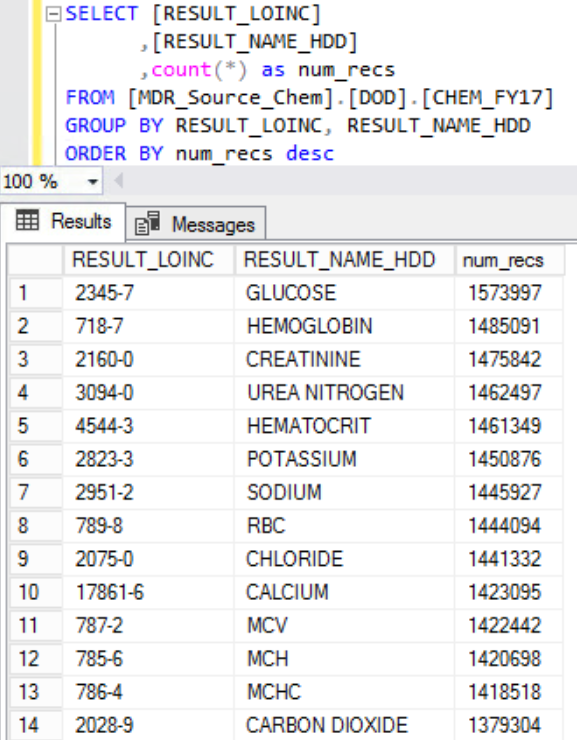 SELECT [RESULT_LOINC]
,[RESULT_NAME_HDD]
,count(*) as num_recs
FROM [MDR_Source_Chem].[DOD].[CHEM_FY17]
GROUP BY RESULT_LOINC, RESULT_NAME_HDD
ORDER BY num_recs desc
100 %
Results Messages
RESULT_LOINC RESULT_NAME_HDD num_recs
1 2345-7 GLUCOSE 1573997
2 718-7 HEMOGLOBIN 1485091
3 2160-0 CREATININE 1475842
4 3094-0 UREA NITROGEN 1462497
5 4544-3 HEMATOCRIT 1461349
6 2823-3 POTASSIUM 1450876
7 2951-2 SODIUM 1445927
8 789-8 RBC 1444094
9 2075-0 CHLORIDE 1441332
10 17861-6 CALCIUM 1423095
11 787-2 MCV 1422442
12 785-6 MCH 1420698
13 786-4 MCHC 1418518
14 2028-9 CARBON DIOXIDE 1379304